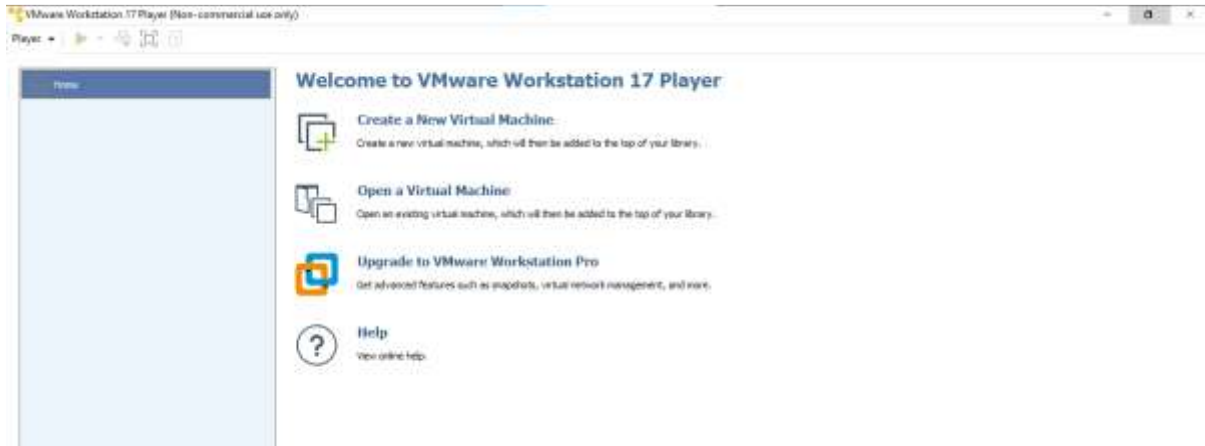 VMware Workstation 17 Player (Non-commercial use only)
Player
Home
Welcome to VMware Workstation 17 Player
Create a New Virtual Machine
Create a new virtual machine, which will then be added to the top of your library.
Open a Virtual Machine
Open an existing virtual machine, which will then be added to the top of your library.
Upgrade to VMware Workstation Pro
Get advanced features such as snapshots, virtual network management, and more.
Help
View online help.